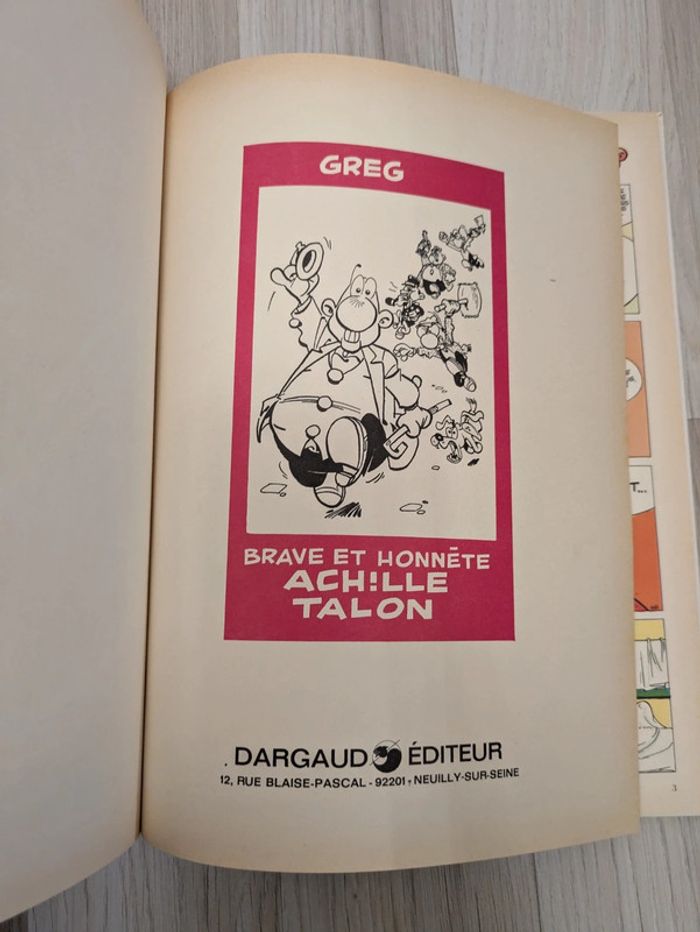 GREG
BRAVE ET HONNÊTE
ACH!LLE
TALON
DARGAUD ÉDITEUR
12, RUE BLAISE-PASCAL - 92201 - NEUILLY-SUR-SEINE
T...
3